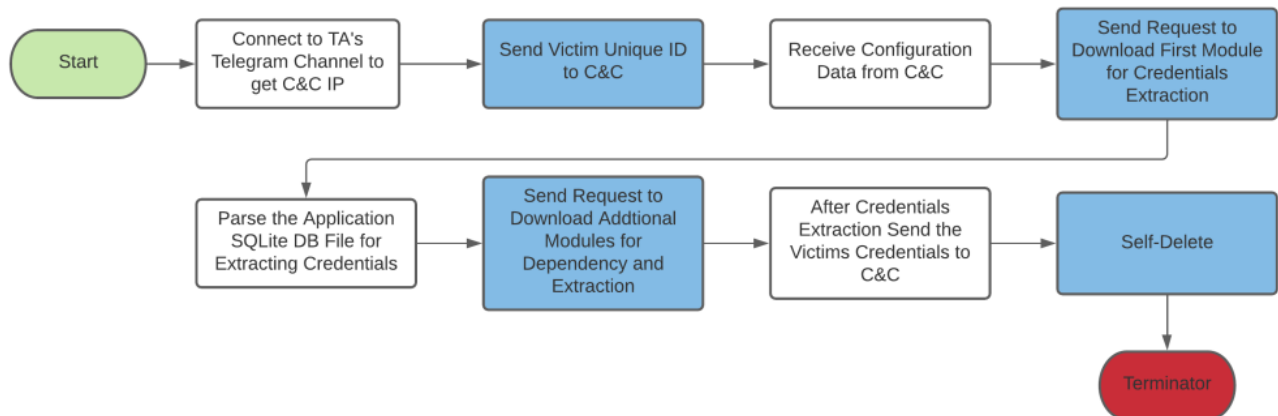 Start
Connect to TA's
Telegram Channel to
get C&C IP
Send Victim Unique ID
to C&C
Receive Configuration
Data from C&C
Send Request to
Download First Module
for Credentials
Extraction
Parse the Application
SQLite DB File for
Extracting Credentials
Send Request to
Download Addtional
Modules for
Dependency and
Extraction
After Credentials
Extraction Send the
Victims Credentials to
C&C
Self-Delete
Terminator